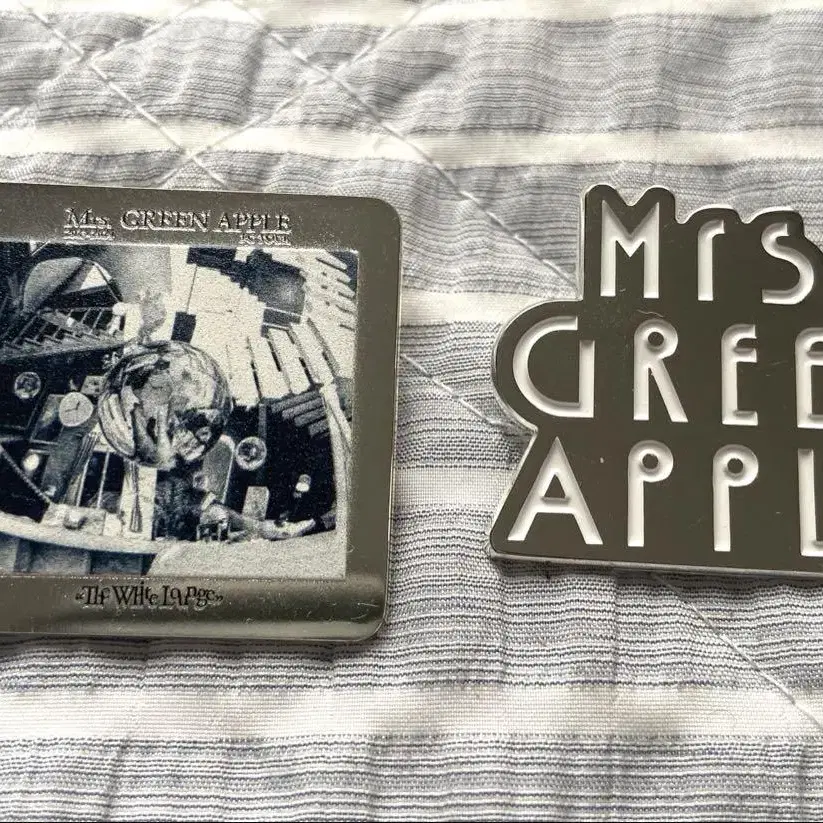 Mrs. GREEN APPLE
"The White Lounge"
Mrs
GREE
APPL